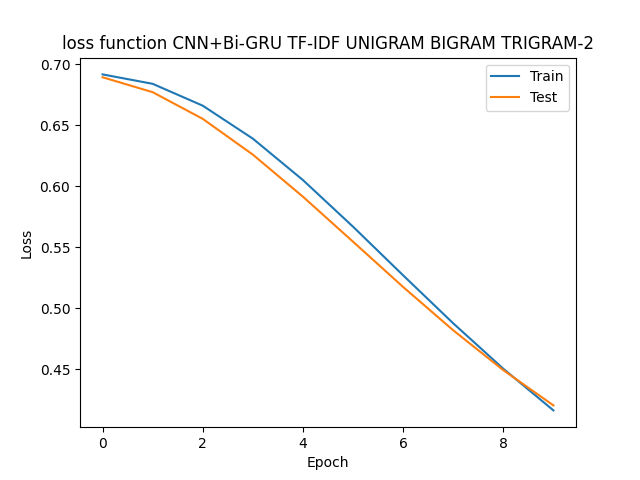 loss function CNN+Bi-GRU TF-IDF UNIGRAM BIGRAM TRIGRAM-2
Train
Test
0.70
0.65
0.60
0.55
0.50
0.45
Loss
0 2 4 6 8
Epoch